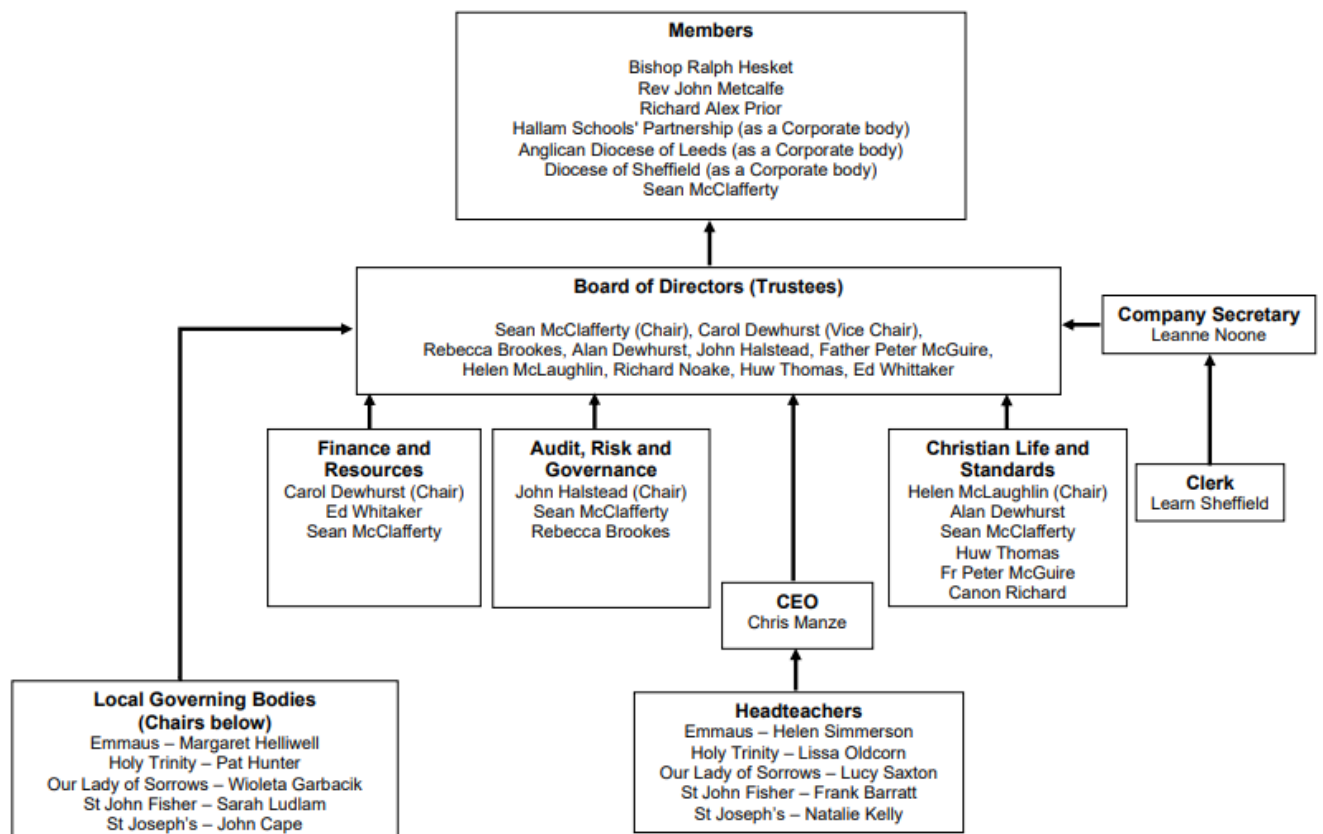 Members
Bishop Ralph Hesket
Rev John Metcalfe
Richard Alex Prior
Hallam Schools' Partnership (as a Corporate body)
Anglican Diocese of Leeds (as a Corporate body)
Diocese of Sheffield (as a Corporate body)
Sean McClafferty
Board of Directors (Trustees)
Sean McClafferty (Chair), Carol Dewhurst (Vice Chair),
Rebecca Brookes, Alan Dewhurst, John Halstead, Father Peter McGuire,
Helen McLaughlin, Richard Noake, Huw Thomas, Ed Whittaker
Company Secretary
Leanne Noone
Finance and
Resources
Carol Dewhurst (Chair)
Ed Whitaker
Sean McClafferty
Audit, Risk and
Governance
John Halstead (Chair)
Sean McClafferty
Rebecca Brookes
Christian Life and
Standards
Helen McLaughlin (Chair)
Alan Dewhurst
Sean McClafferty
Huw Thomas
Fr Peter McGuire
Canon Richard
Clerk
Learn Sheffield
CEO
Chris Manze
Local Governing Bodies
(Chairs below)
Emmaus – Margaret Helliwell
Holy Trinity – Pat Hunter
Our Lady of Sorrows – Wioleta Garbacik
St John Fisher – Sarah Ludlam
St Joseph's – John Cape
Headteachers
Emmaus – Helen Simmerson
Holy Trinity – Lissa Oldcorn
Our Lady of Sorrows – Lucy Saxton
St John Fisher – Frank Barratt
St Joseph's – Natalie Kelly